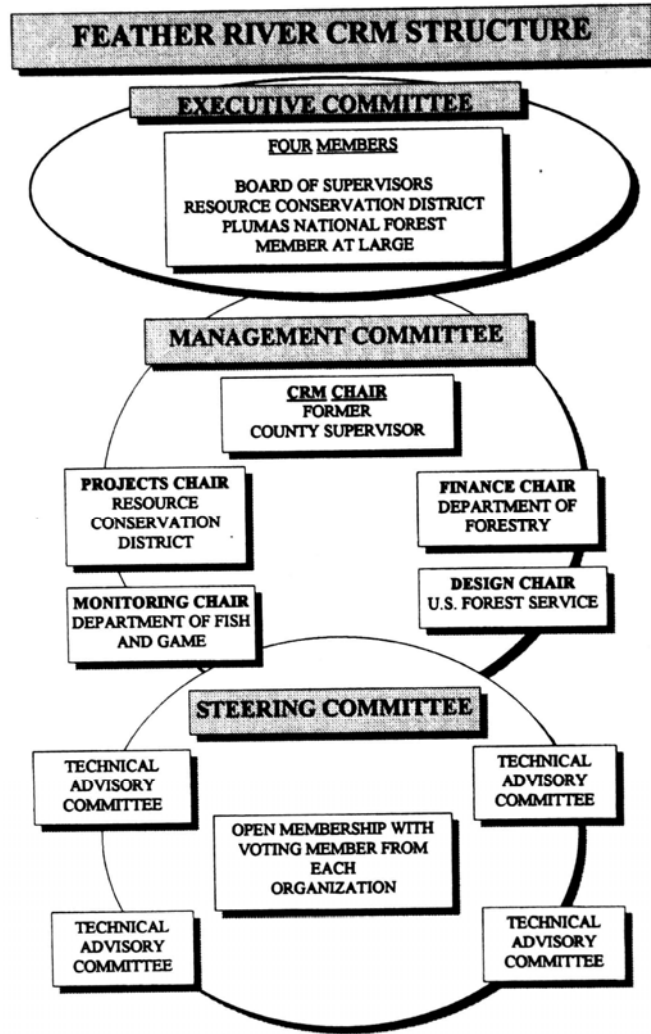 FEATHER RIVER CRM STRUCTURE
EXECUTIVE COMMITTEE
FOUR MEMBERS
BOARD OF SUPERVISORS
RESOURCE CONSERVATION DISTRICT
PLUMAS NATIONAL FOREST
MEMBER AT LARGE
MANAGEMENT COMMITTEE
CRM CHAIR
FORMER
COUNTY SUPERVISOR
PROJECTS CHAIR
RESOURCE
CONSERVATION
DISTRICT
FINANCE CHAIR
DEPARTMENT OF
FORESTRY
MONITORING CHAIR
DEPARTMENT OF FISH
AND GAME
DESIGN CHAIR
U.S. FOREST SERVICE
STEERING COMMITTEE
TECHNICAL
ADVISORY
COMMITTEE
TECHNICAL
ADVISORY
COMMITTEE
OPEN MEMBERSHIP WITH
VOTING MEMBER FROM
EACH
ORGANIZATION
TECHNICAL
ADVISORY
COMMITTEE
TECHNICAL
ADVISORY
COMMITTEE